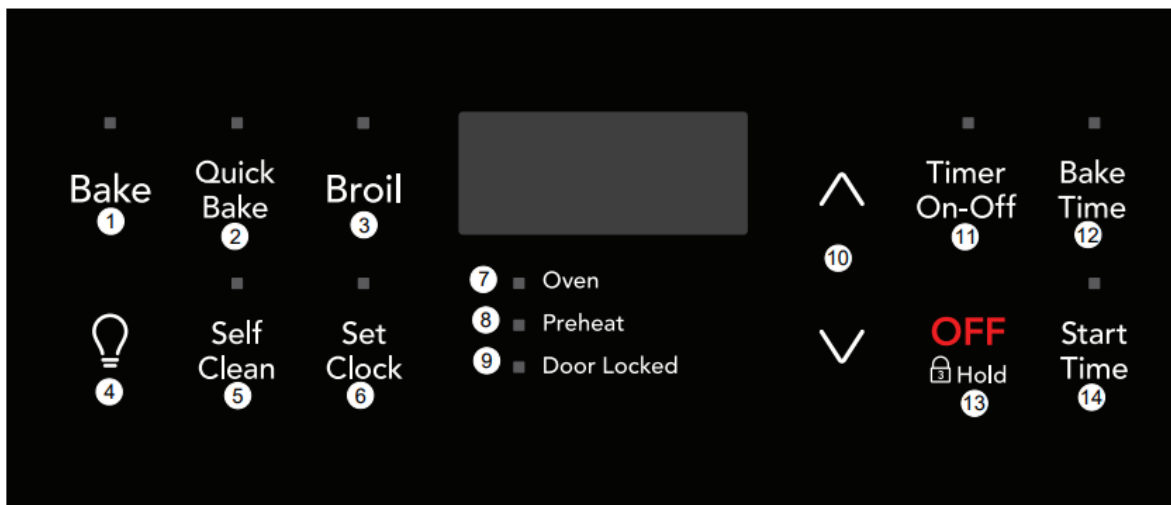 Bake
1
Quick
Bake
2
Broil
3
4
Self
Clean
5
Set
Clock
6
7 Oven
8 Preheat
9 Door Locked
10
Timer
On-Off
11
Bake
Time
12
OFF
3 Hold
13
Start
Time
14